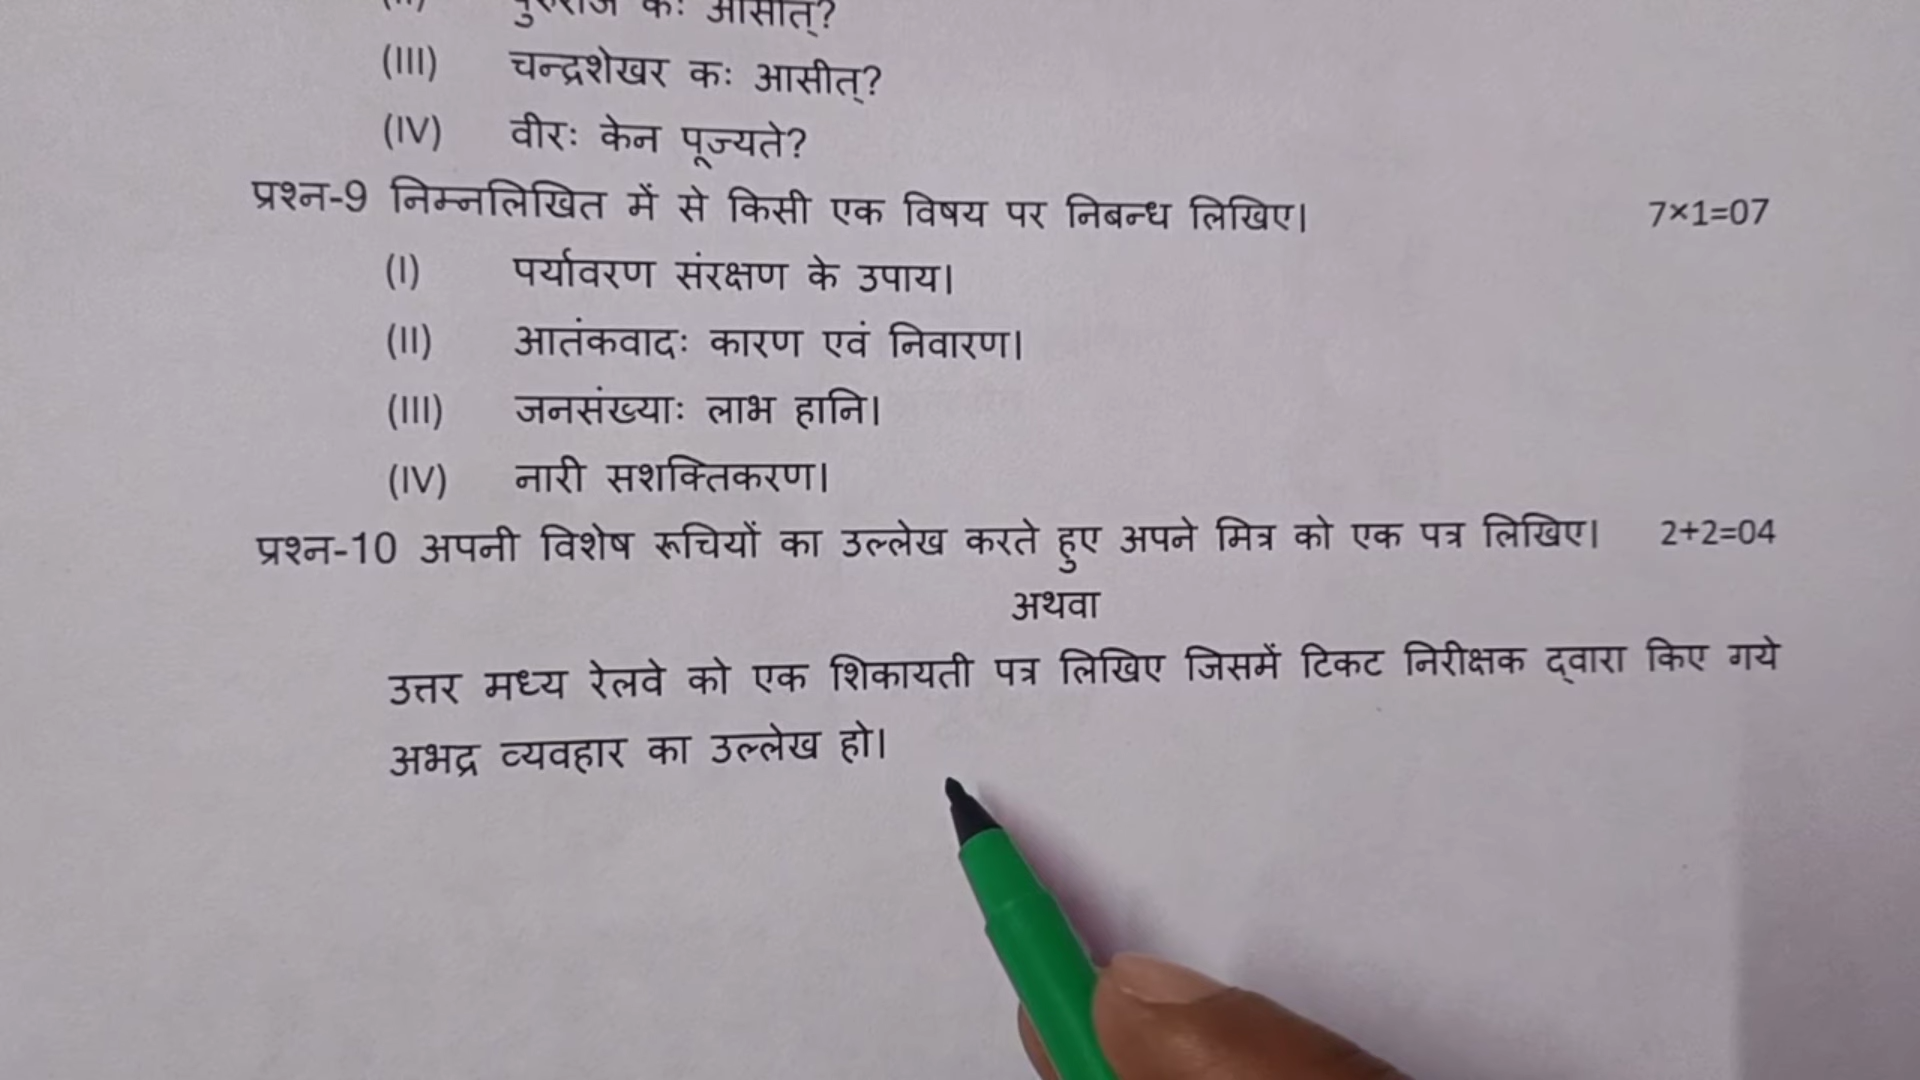 (II) पुरुराज कः आसीत्?
(III) चन्द्रशेखर कः आसीत्?
(IV) वीरः केन पूज्यते?
प्रश्न-9 निम्नलिखित में से किसी एक विषय पर निबन्ध लिखिए। 7×1=07
(I) पर्यावरण संरक्षण के उपाय।
(II) आतंकवादः कारण एवं निवारण।
(III) जनसंख्याः लाभ हानि।
(IV) नारी सशक्तिकरण।
प्रश्न-10 अपनी विशेष रूचियों का उल्लेख करते हुए अपने मित्र को एक पत्र लिखिए। 2+2=04
अथवा
उत्तर मध्य रेलवे को एक शिकायती पत्र लिखिए जिसमें टिकट निरीक्षक द्वारा किए गये
अभद्र व्यवहार का उल्लेख हो।